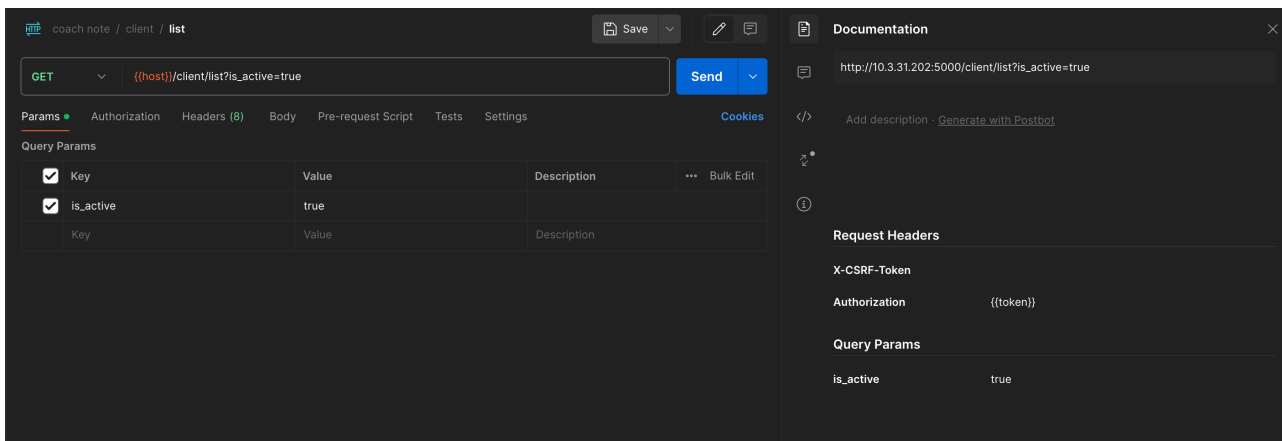 HTTP coach note / client / list
Save
GET {{host}}/client/list?is_active=true
Send
Params Authorization Headers (8) Body Pre-request Script Tests Settings
Cookies
Query Params
Key Value Description ••• Bulk Edit
is_active true
Key Value Description
Documentation
http://10.3.31.202:5000/client/list?is_active=true
Add description - Generate with Postbot
Request Headers
X-CSRF-Token
Authorization {{token}}
Query Params
is_active true